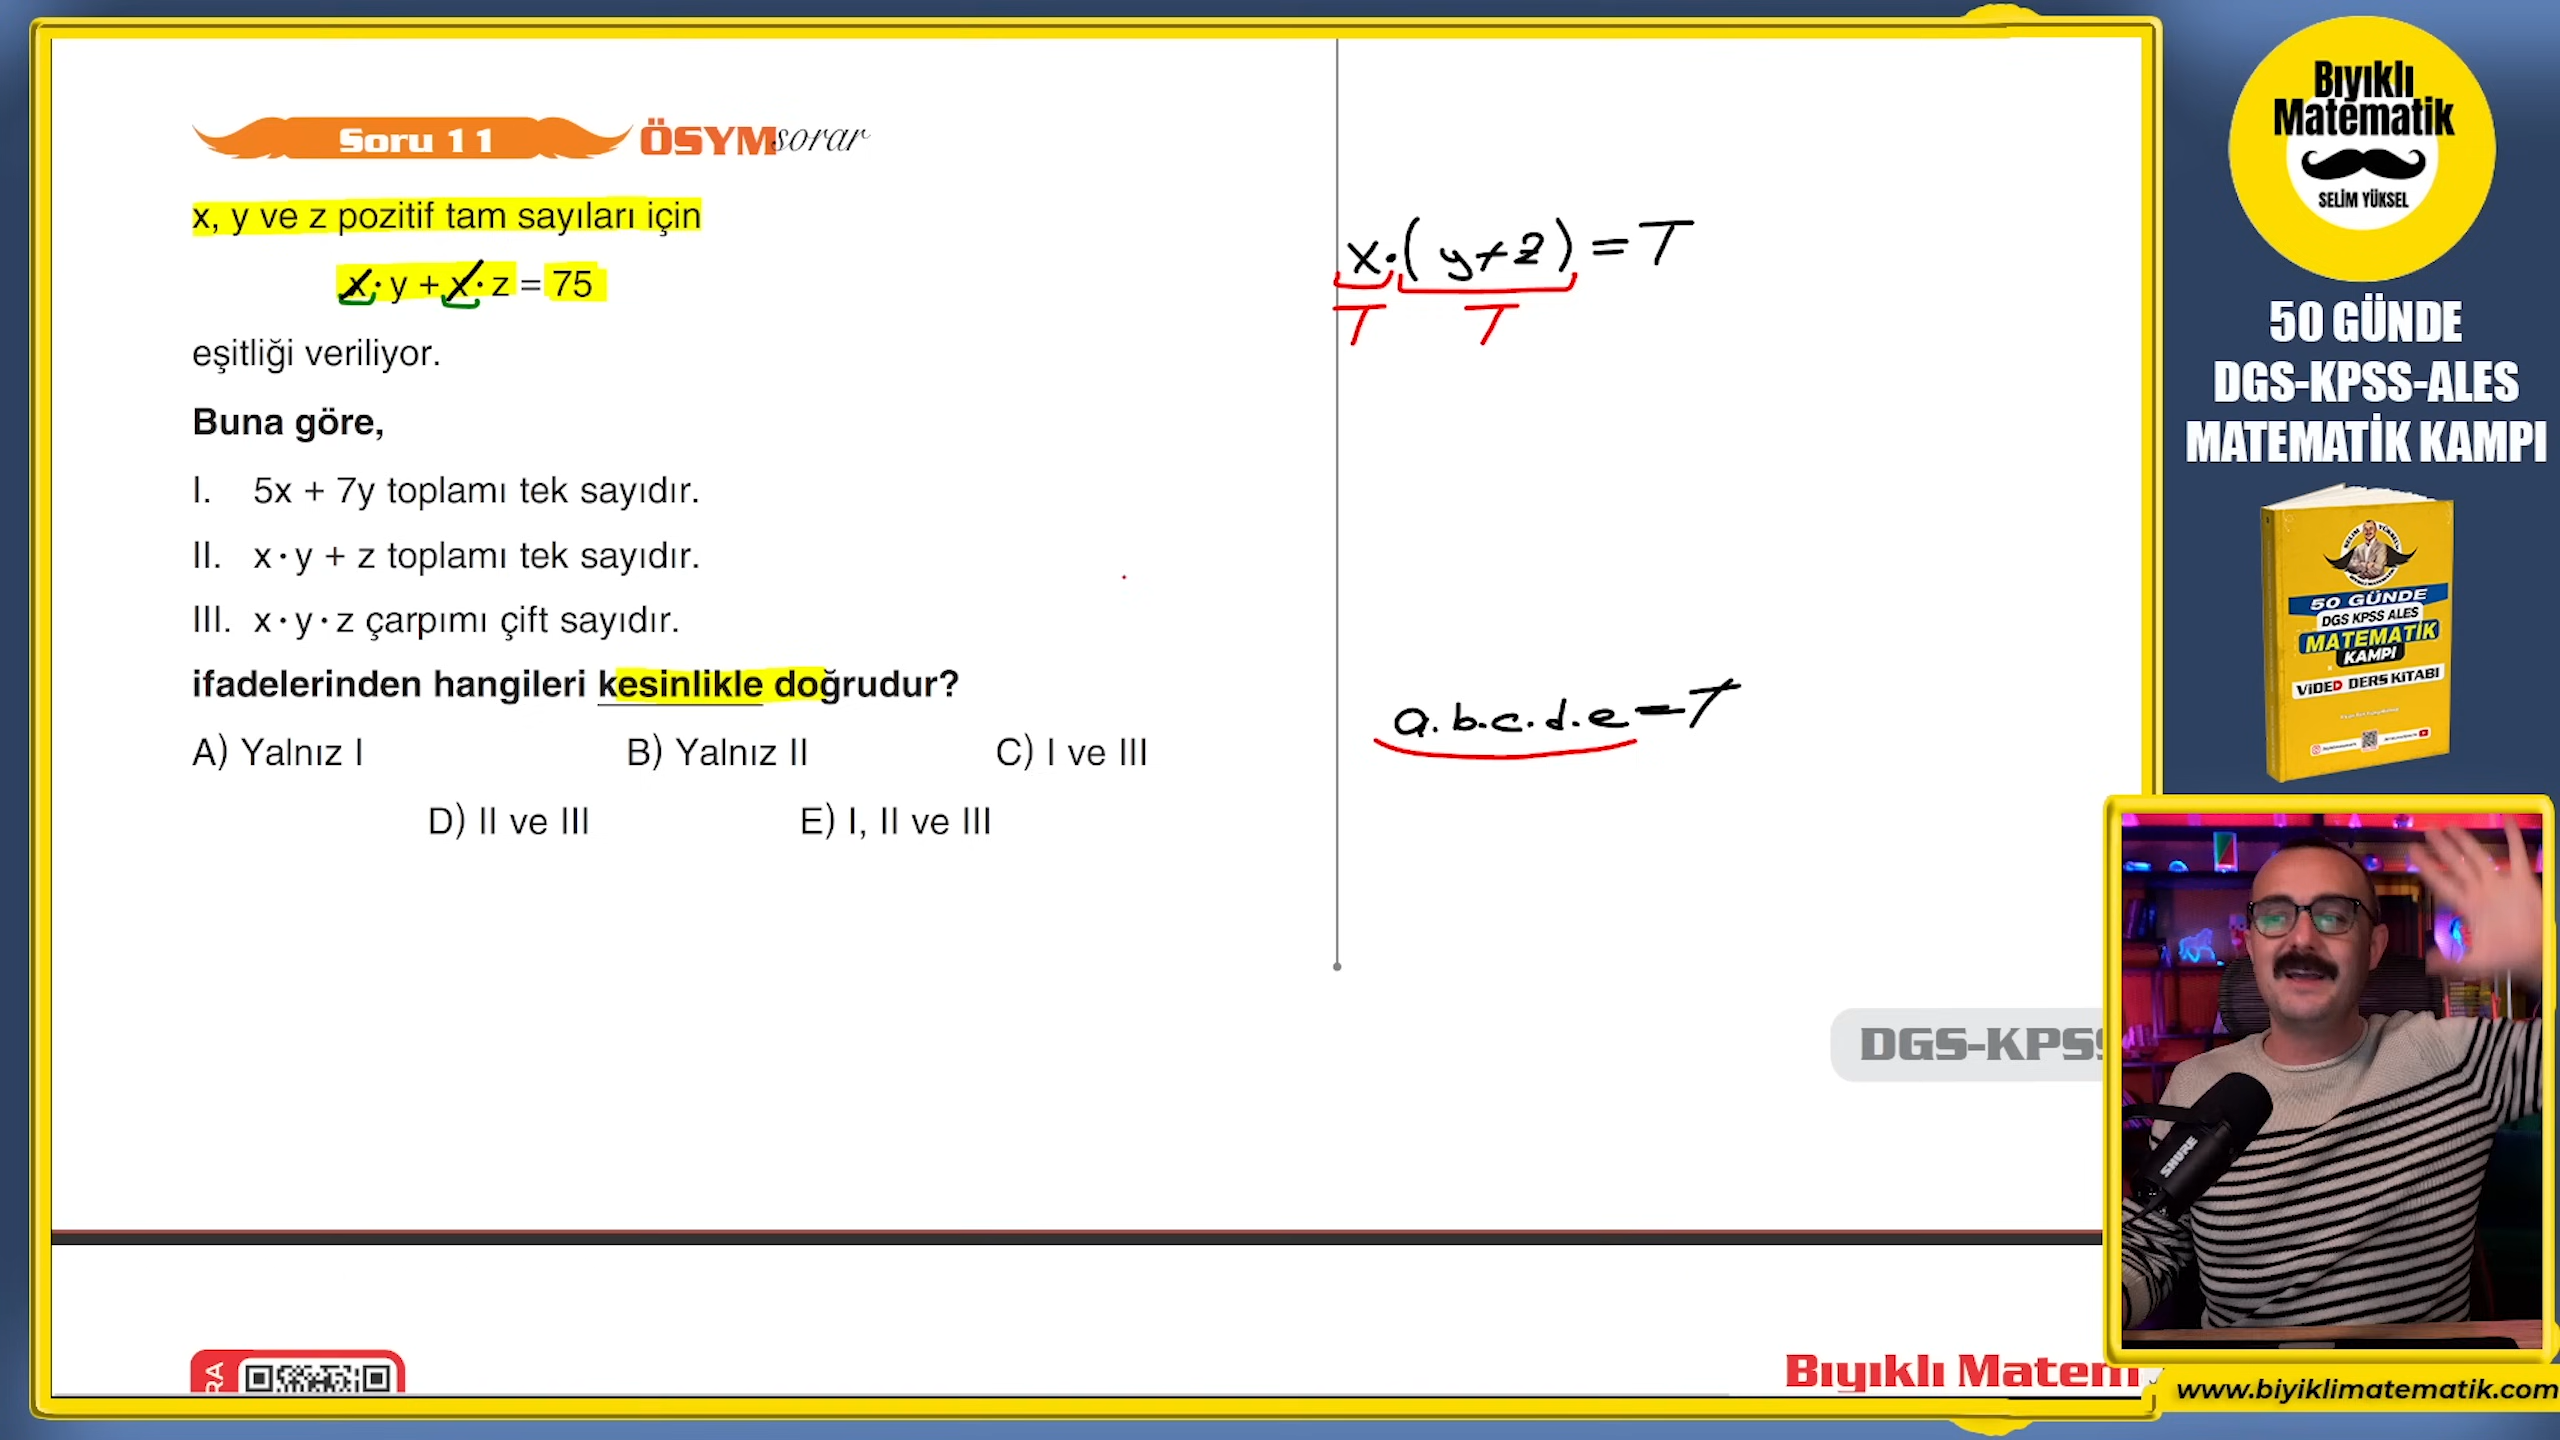 Soru 11 ÖSYM sorar
x, y ve z pozitif tam sayıları için
x · y + x · z = 75
eşitliği veriliyor.
Buna göre,
I. 5x + 7y toplamı tek sayıdır.
II. x · y + z toplamı tek sayıdır.
III. x · y · z çarpımı çift sayıdır.
ifadelerinden hangileri kesinlikle doğrudur?
A) Yalnız I B) Yalnız II C) I ve III
D) II ve III E) I, II ve III
x · (y + z) = T
T T
a.b.c.d.e = T
DGS-KPSS
RA
Bıyıklı Matem
Bıyıklı
Matematik
SELİM YÜKSEL
50 GÜNDE
DGS-KPSS-ALES
MATEMATİK KAMPI
50 GÜNDE
DGS KPSS ALES
MATEMATİK
KAMPI
VİDEO DERS KİTABI
SHURE
www.biyiklimatematik.com